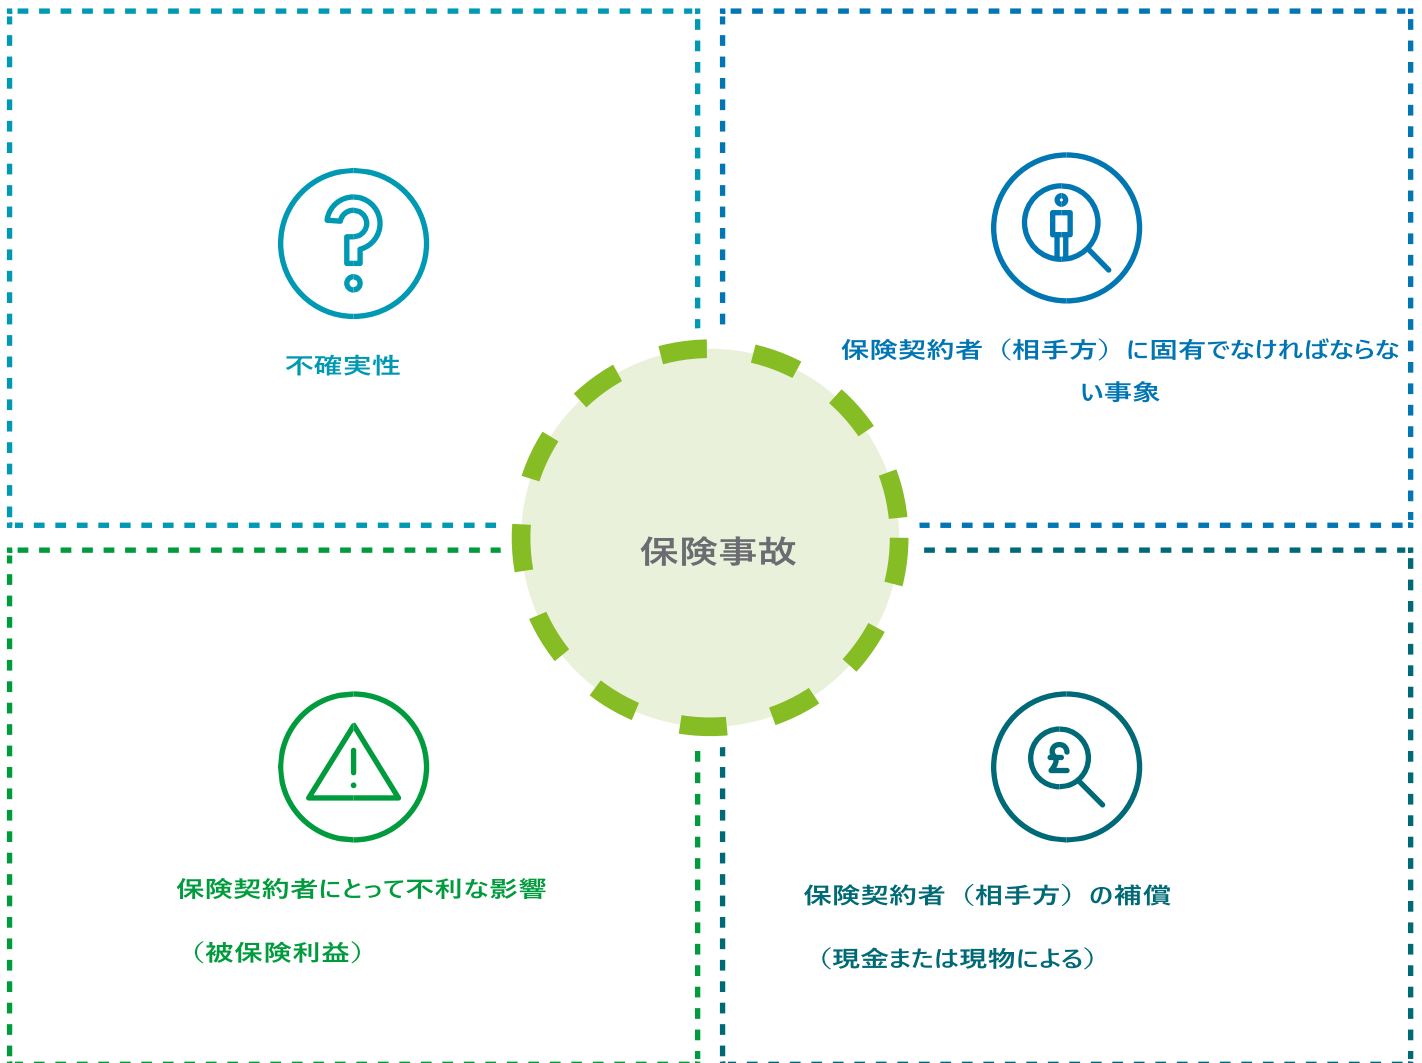 不確実性
保険契約者（相手方）に固有でなければならな
い事象
保険事故
保険契約者にとって不利な影響
（被保険利益）
保険契約者（相手方）の補償
（現金または現物による）